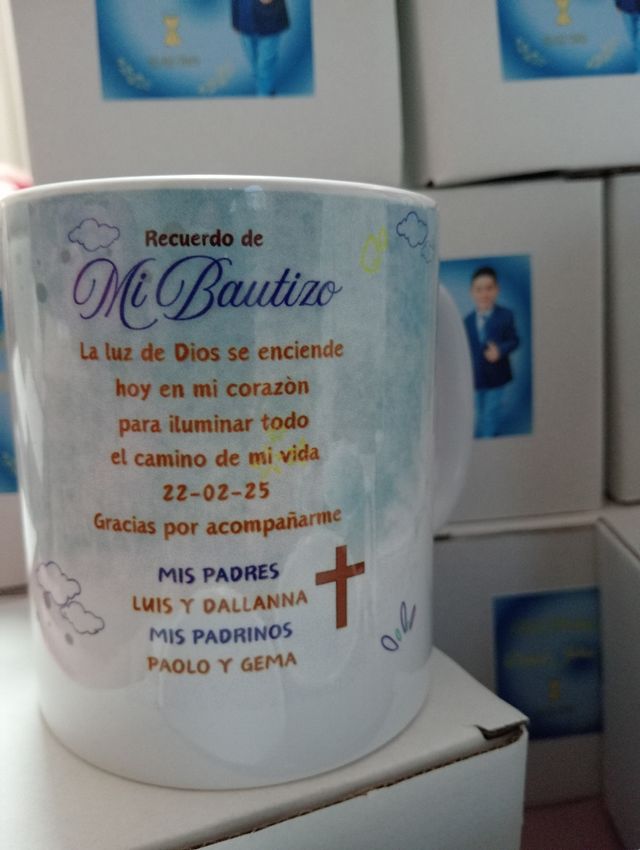 Recuerdo de
Mi Bautizo
La luz de Dios se enciende
hoy en mi corazòn
para iluminar todo
el camino de mi vida
22-02-25
Gracias por acompañarme
MIS PADRES
LUIS Y DALLANNA
MIS PADRINOS
PAOLO Y GEMA